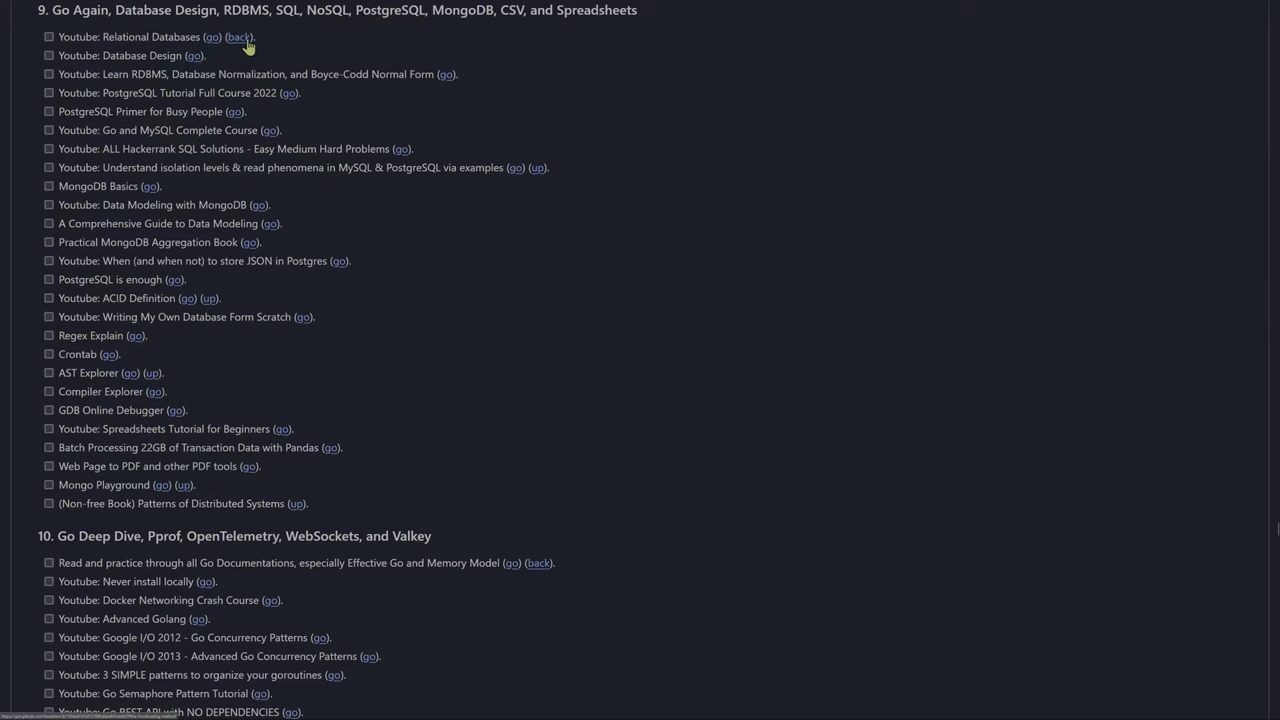 9. Go Again, Database Design, RDBMS, SQL, NoSQL, PostgreSQL, MongoDB, CSV, and Spreadsheets
Youtube: Relational Databases (go) (back).
Youtube: Database Design (go).
Youtube: Learn RDBMS, Database Normalization, and Boyce-Codd Normal Form (go).
Youtube: PostgreSQL Tutorial Full Course 2022 (go).
PostgreSQL Primer for Busy People (go).
Youtube: Go and MySQL Complete Course (go).
Youtube: ALL Hackerrank SQL Solutions - Easy Medium Hard Problems (go).
Youtube: Understand isolation levels & read phenomena in MySQL & PostgreSQL via examples (go) (up).
MongoDB Basics (go).
Youtube: Data Modeling with MongoDB (go).
A Comprehensive Guide to Data Modeling (go).
Practical MongoDB Aggregation Book (go).
Youtube: When (and when not) to store JSON in Postgres (go).
PostgreSQL is enough (go).
Youtube: ACID Definition (go) (up).
Youtube: Writing My Own Database Form Scratch (go).
Regex Explain (go).
Crontab (go).
AST Explorer (go) (up).
Compiler Explorer (go).
GDB Online Debugger (go).
Youtube: Spreadsheets Tutorial for Beginners (go).
Batch Processing 22GB of Transaction Data with Pandas (go).
Web Page to PDF and other PDF tools (go).
Mongo Playground (go) (up).
(Non-free Book) Patterns of Distributed Systems (up).
10. Go Deep Dive, Pprof, OpenTelemetry, WebSockets, and Valkey
Read and practice through all Go Documentations, especially Effective Go and Memory Model (go) (back).
Youtube: Never install locally (go).
Youtube: Docker Networking Crash Course (go).
Youtube: Advanced Golang (go).
Youtube: Google I/O 2012 - Go Concurrency Patterns (go).
Youtube: Google I/O 2013 - Advanced Go Concurrency Patterns (go).
Youtube: 3 SIMPLE patterns to organize your goroutines (go).
Youtube: Go Semaphore Pattern Tutorial (go).
Youtube: Go REST API with NO DEPENDENCIES (go).